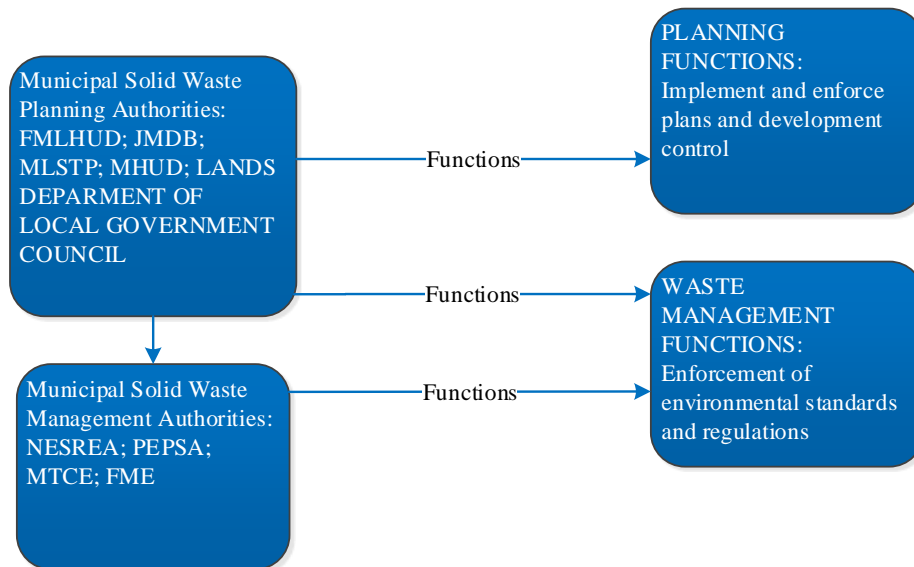 Municipal Solid Waste
Planning Authorities:
FMLHUD; JMDB;
MLSTP; MHUD; LANDS
DEPARMENT OF
LOCAL GOVERNMENT
COUNCIL
Functions
PLANNING
FUNCTIONS:
Implement and enforce
plans and development
control
Functions
WASTE
MANAGEMENT
FUNCTIONS:
Enforcement of
environmental standards
and regulations
Municipal Solid Waste
Management Authorities:
NESREA; PEPSA;
MTCE; FME
Functions